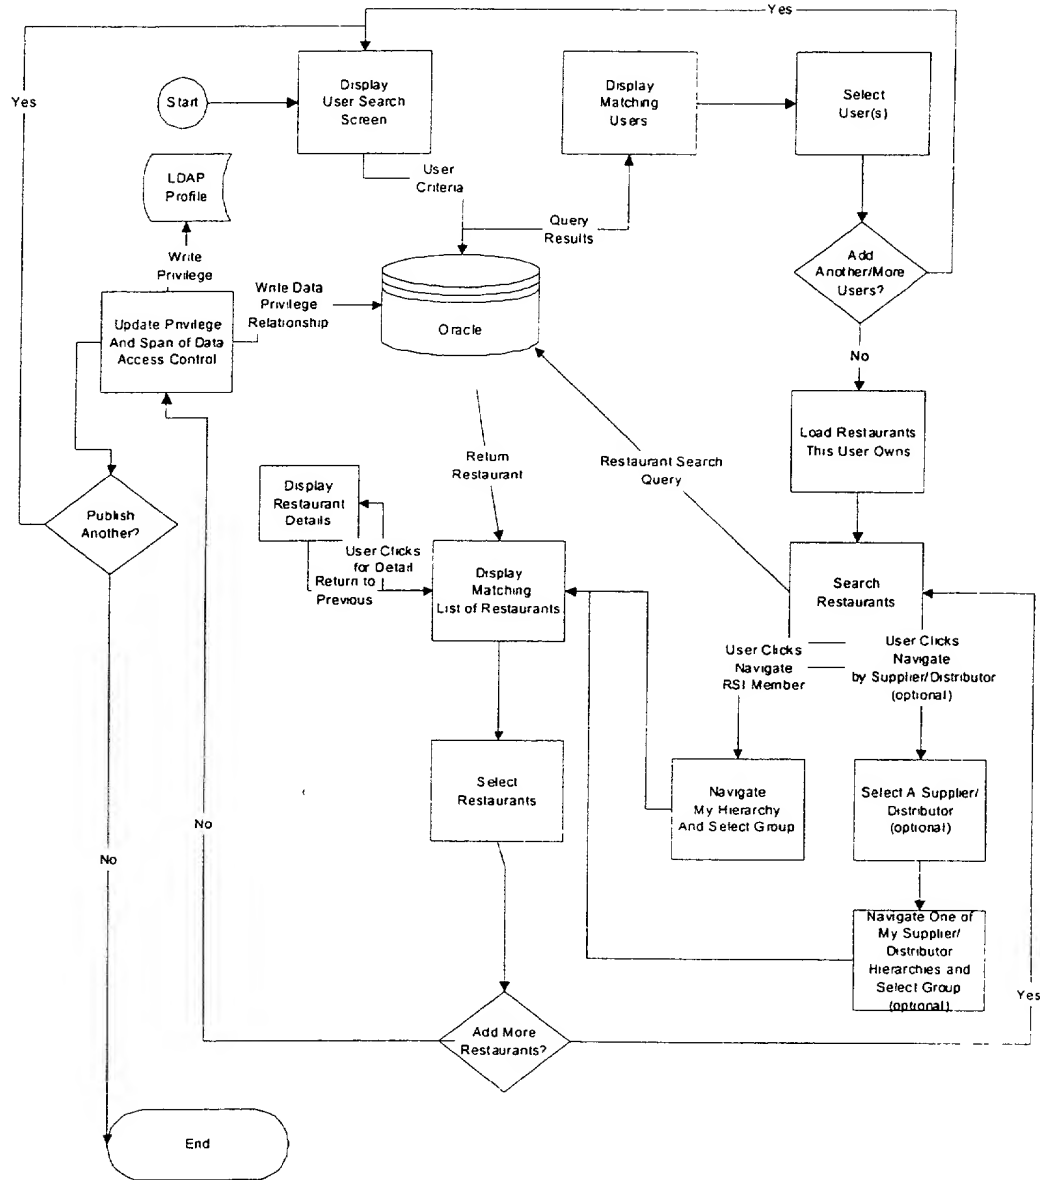 Yes
Yes
Start
Display
User Search
Screen
Display
Matching
Users
Select
User(s)
LDAP
Profile
User
Criteria
Query
Results
Write
Privilege
Write Data
Privilege
Relationship
Add
Another/More
Users?
Update Privilege
And Span of Data
Access Control
Oracle
No
Load Restaurants
This User Owns
Return
Restaurant
Restaurant Search
Query
Display
Restaurant
Details
Publish
Another?
User Clicks
for Detail
Return to
Previous
Display
Matching
List of Restaurants
Search
Restaurants
User Clicks
Navigate
RSI Member
User Clicks
Navigate
by Supplier/Distributor
(optional)
Select
Restaurants
Navigate
My Hierarchy
And Select Group
Select A Supplier/
Distributor
(optional)
No
No
Navigate One of
My Supplier/
Distributor
Hierarchies and
Select Group
(optional)
Yes
Add More
Restaurants?
End